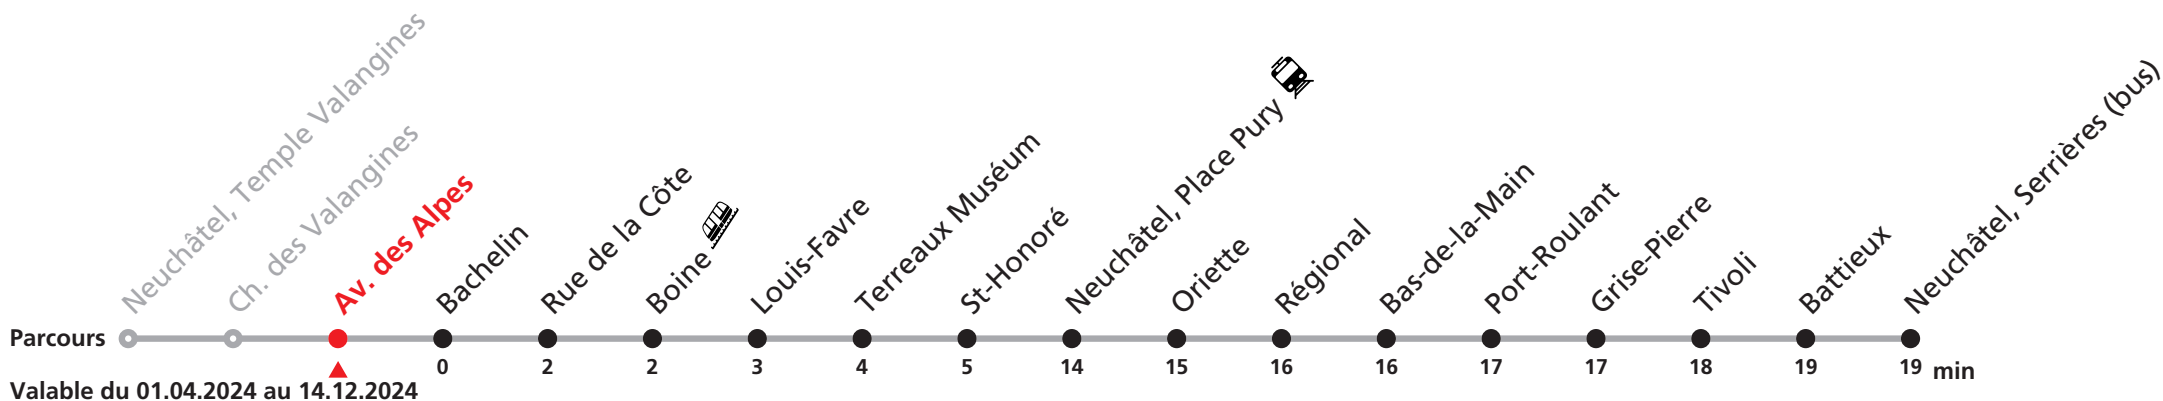 Neuchâtel, Temple Valangines
Ch. des Valangines
Av. des Alpes
Bachelin
Rue de la Côte
Boine
Louis-Favre
Terreaux Muséum
St-Honoré
Neuchâtel, Place Pury
Oriette
Régional
Bas-de-la-Main
Port-Roulant
Grise-Pierre
Tivoli
Battieux
Neuchâtel, Serrières (bus)
Parcours
0 2 2 3 4 5 14 15 16 16 17 17 18 19 19 min
Valable du 01.04.2024 au 14.12.2024